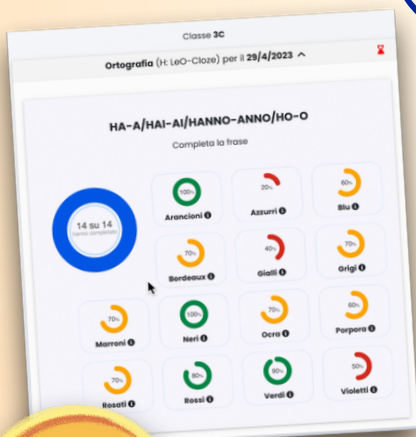 Classe 3C
Ortografia (H: LeO-Cloze) per il 29/4/2023
HA-A/HAI-AI/HANNO-ANNO/HO-O
Completa la frase
14 su 14
hanno completato
100%
Arancioni
20%
Azzurri
60%
Blu
70%
Bordeaux
40%
Gialli
70%
Grigi
70%
Marroni
100%
Neri
70%
Ocra
60%
Porpora
70%
Rosati
80%
Rossi
90%
Verdi
50%
Violetti